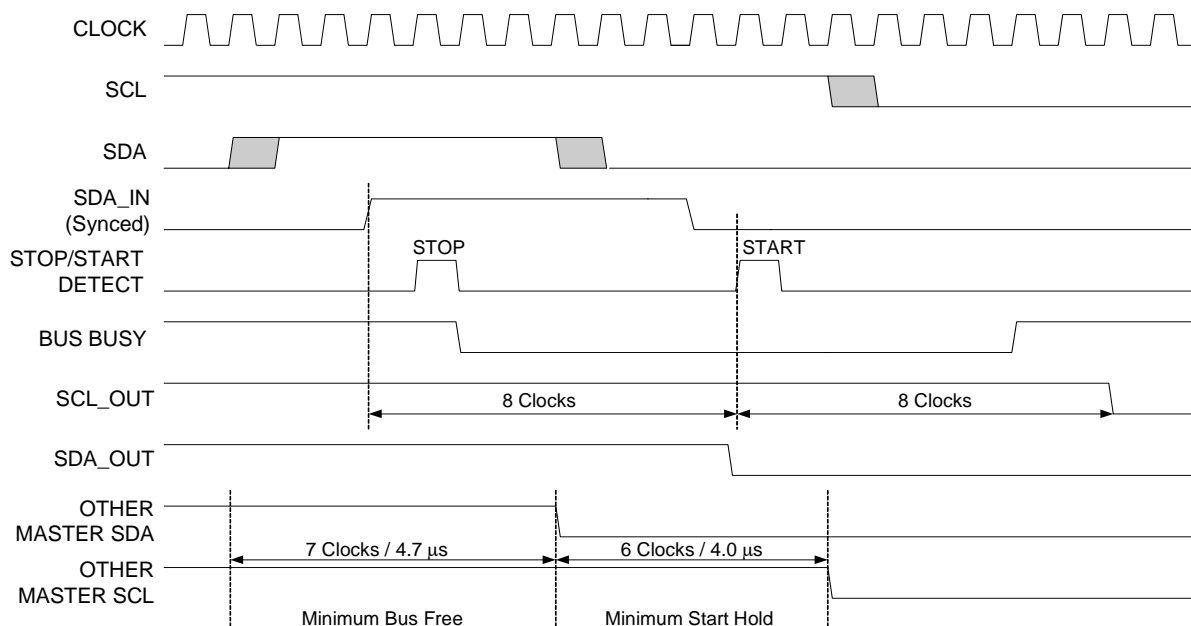 CLOCK
SCL
SDA
SDA_IN
(Synced)
STOP/START
DETECT
STOP
START
BUS BUSY
SCL_OUT
8 Clocks
8 Clocks
SDA_OUT
OTHER
MASTER SDA
7 Clocks / 4.7 μs
6 Clocks / 4.0 μs
OTHER
MASTER SCL
Minimum Bus Free
Minimum Start Hold